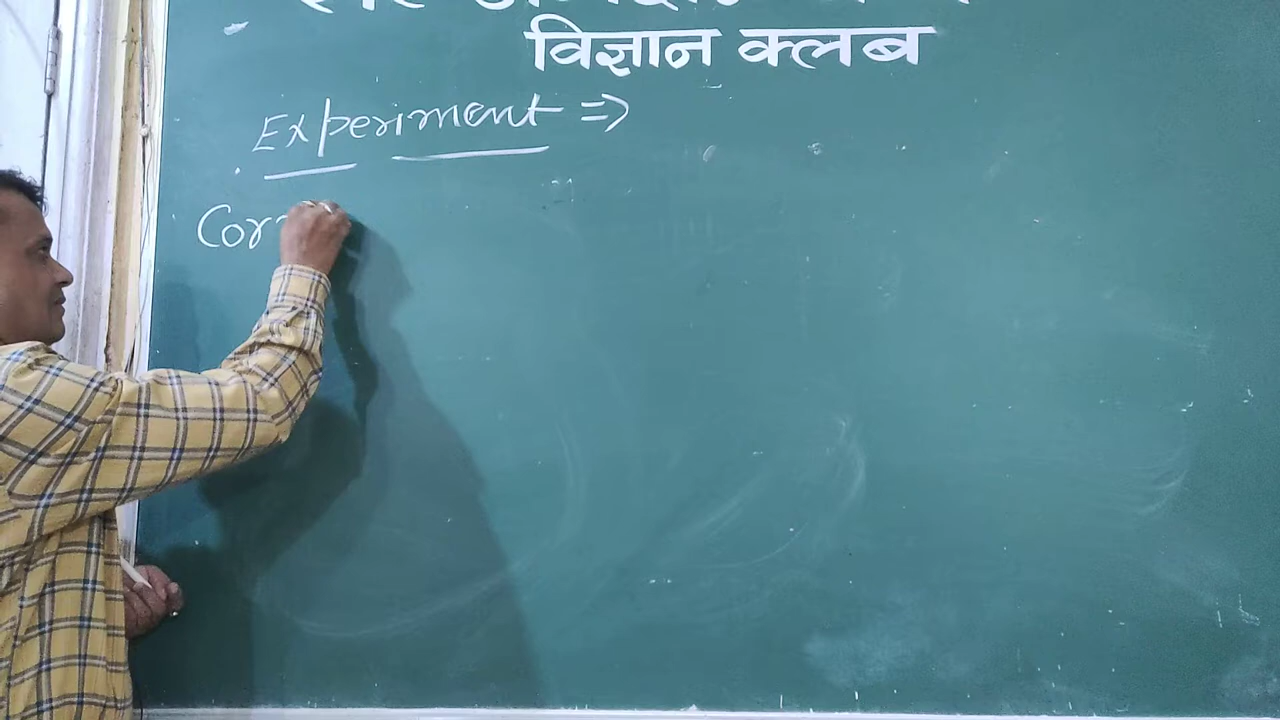 विज्ञान क्लब
Experiment =>
Cor